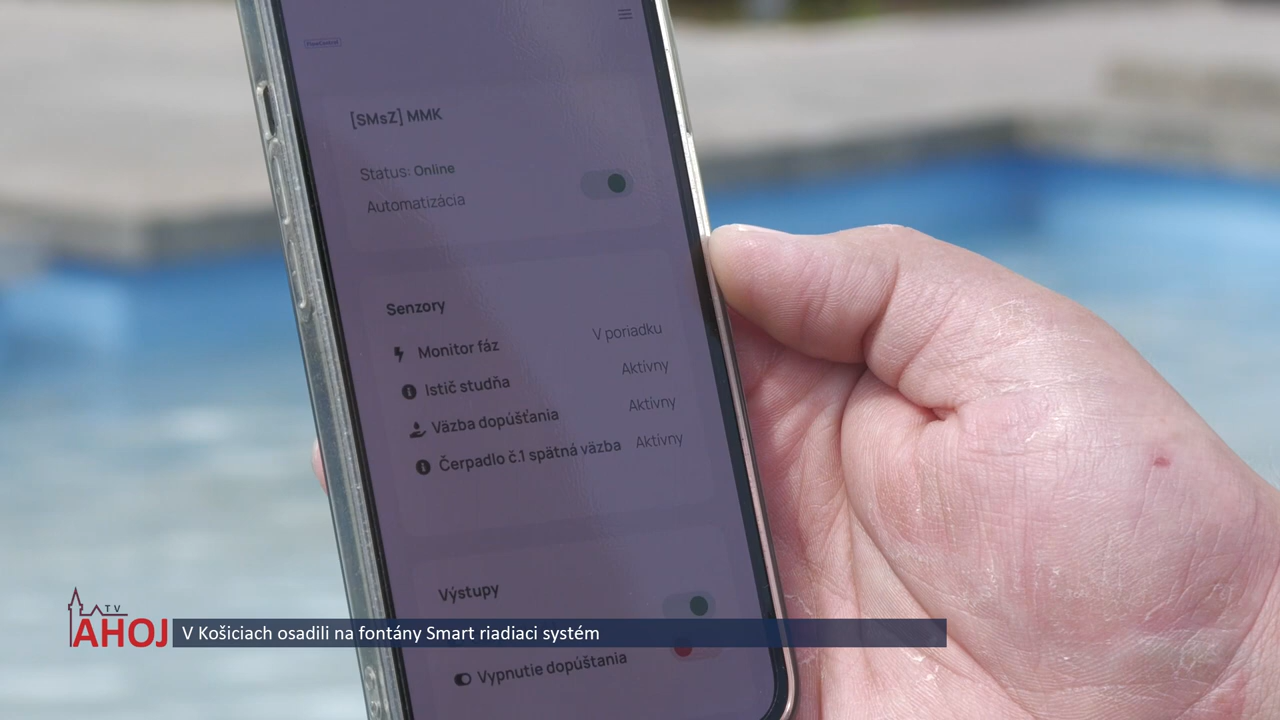 [SMsZ] MMK
Status: Online
Automatizácia
Senzory
Monitor fáz V poriadku
Istič studňa Aktívny
Väzba dopúšťania Aktívny
Čerpadlo č.1 spätná väzba Aktívny
Výstupy
Vypnutie dopúštania
TV
AHOJ
V Košiciach osadili na fontány Smart riadiaci systém